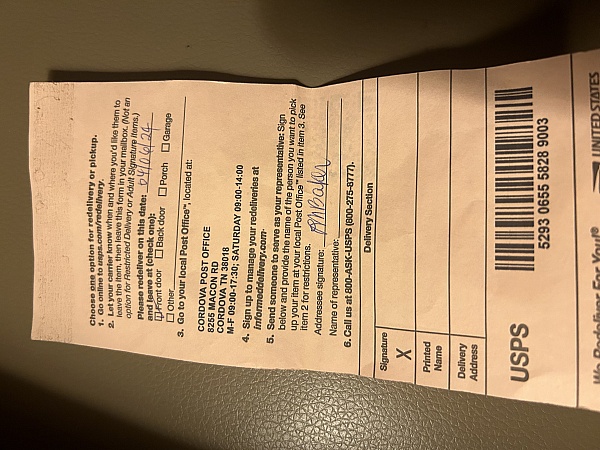 Choose one option for redelivery or pickup.
1. Go online to usps.com/redelivery.
2. Let your carrier know when and where you'd like them to
leave the item, then leave this form in your mailbox. (Not an
option for Restricted Delivery or Adult Signature items.)
Please redeliver on this date: 04/06/24
and leave at (check one):
Front door Back door Porch Garage
Other
3. Go to your local Post Office™, located at:
CORDOVA POST OFFICE
8255 MACON RD
CORDOVA TN 38018
M-F 09:00-17:30; SATURDAY 09:00-14:00
4. Sign up to manage your redeliveries at
informeddelivery.com.
5. Send someone to serve as your representative: Sign
below and provide the name of the person you want to pick
up your item at your local Post Office™ listed in item 3. See
item 2 for restrictions.
Addressee signature:
Name of representative:
6. Call us at 800-ASK-USPS (800-275-8777).
Delivery Section
Signature
X
Printed
Name
Delivery
Address
USPS
5293 0655 5828 9003
UNITED STATES
We Redeliver For You!®